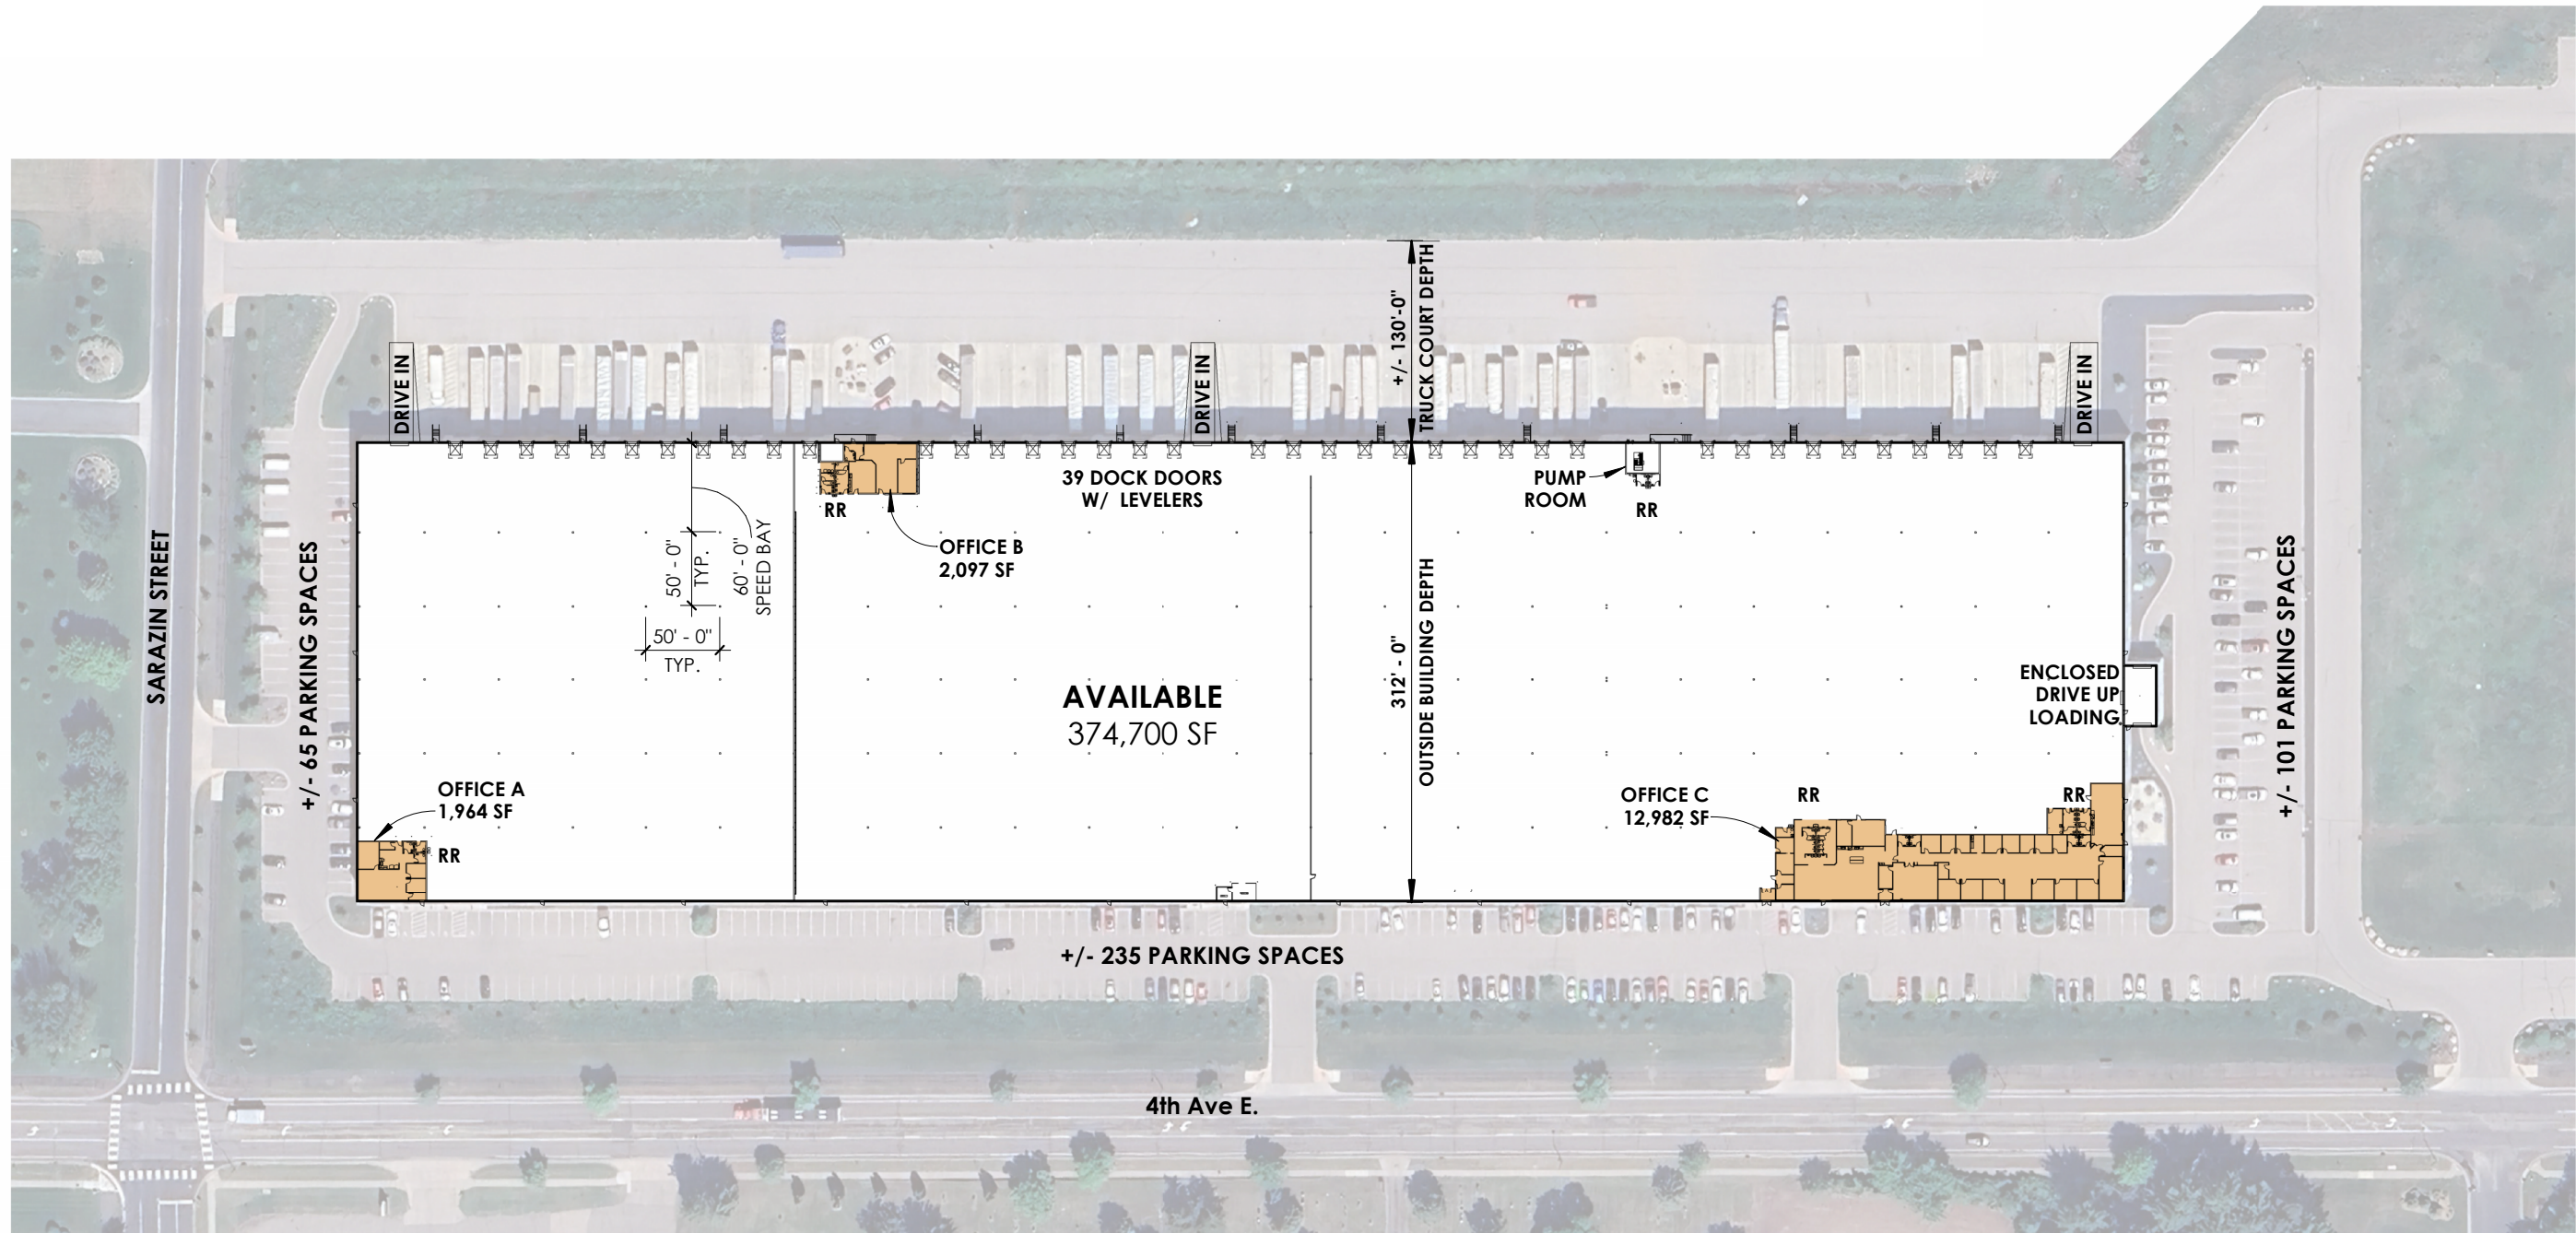 DRIVE IN
DRIVE IN
+/- 130'-0"
TRUCK COURT DEPTH
DRIVE IN
39 DOCK DOORS
W/ LEVELERS
PUMP
ROOM
RR
RR
OFFICE B
2,097 SF
50' - 0"
TYP.
60' - 0"
SPEED BAY
50' - 0"
TYP.
SARAZIN STREET
+/- 65 PARKING SPACES
AVAILABLE
374,700 SF
312' - 0"
OUTSIDE BUILDING DEPTH
ENCLOSED
DRIVE UP
LOADING
+/- 101 PARKING SPACES
OFFICE A
1,964 SF
RR
OFFICE C
12,982 SF
RR
RR
+/- 235 PARKING SPACES
4th Ave E.